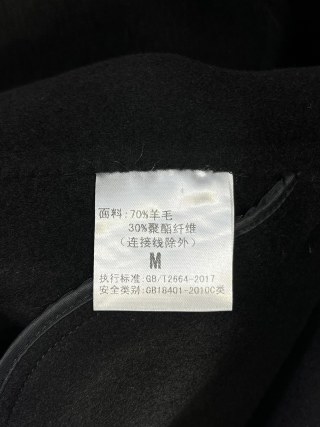 面料:70%羊毛
30%聚酯纤维
(连接线除外)
M
执行标准:GB/T2664-2017
安全类别:GB18401-2010C类